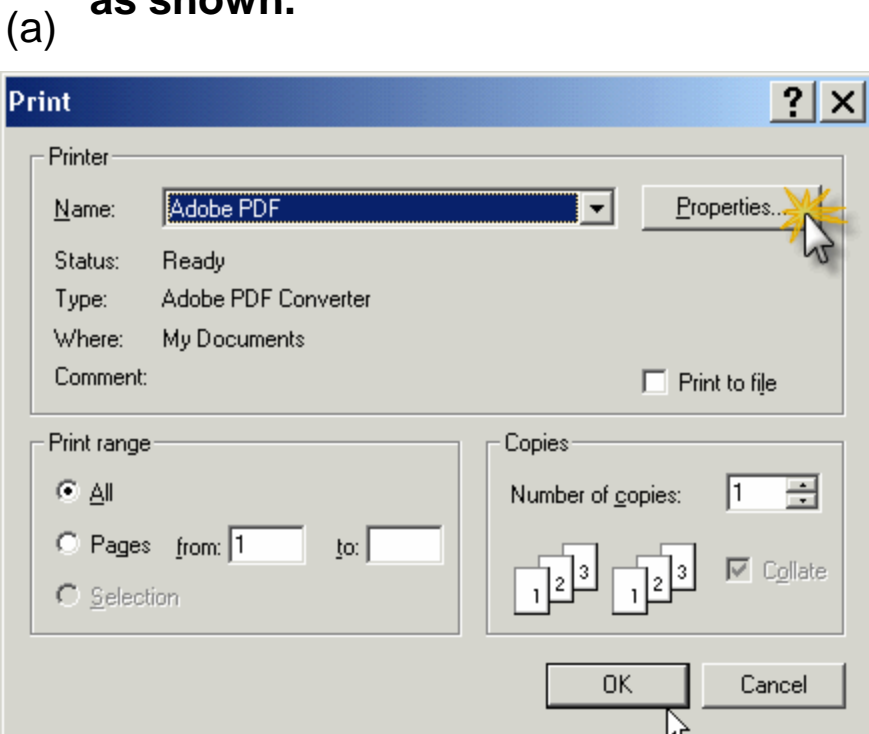 as shown.
(a)
Print
Printer
Name: Adobe PDF Properties...
Status: Ready
Type: Adobe PDF Converter
Where: My Documents
Comment: Print to file
Print range Copies
All Number of copies: 1
Pages from: 1 to:
1 2 3 1 2 3 Collate
Selection
OK Cancel